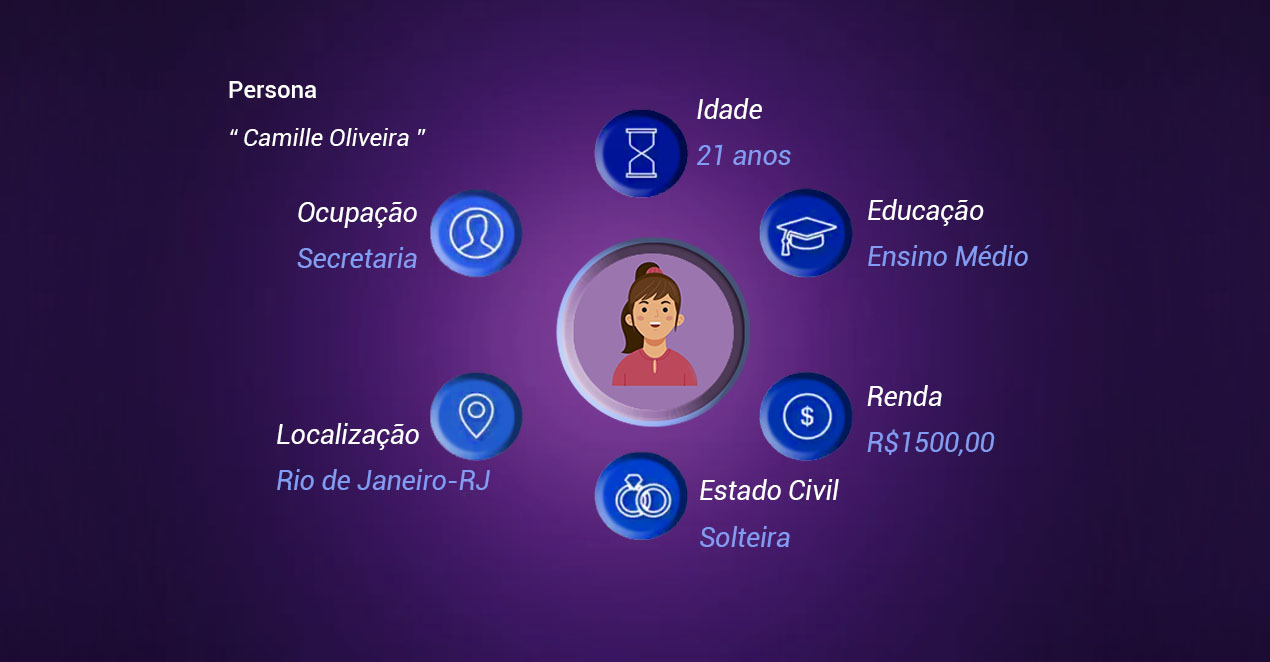 Persona
“ Camille Oliveira ”
Idade
21 anos
Educação
Ensino Médio
Renda
R$1500,00
Estado Civil
Solteira
Localização
Rio de Janeiro-RJ
Ocupação
Secretaria
$